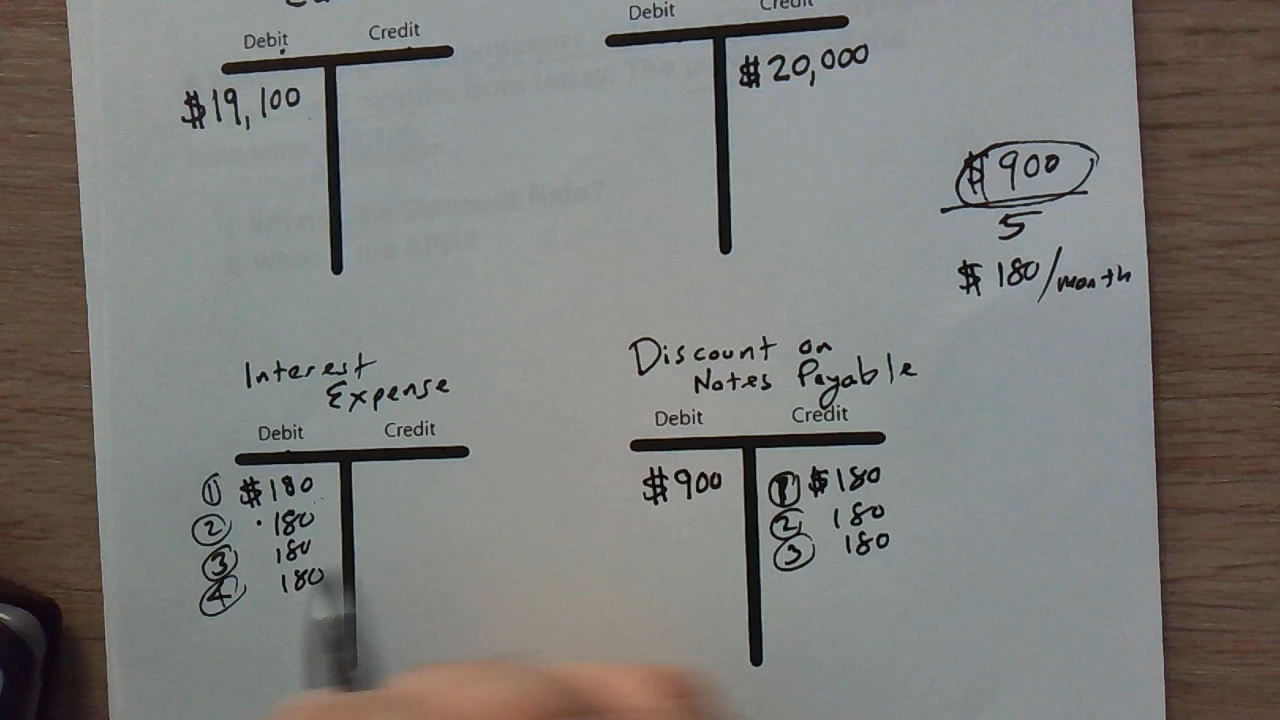 Debit Credit
$19,100
Debit Credit
$20,000
$900
5
$180/month
Interest
Expense
Debit Credit
① $180
② 180
③ 180
④ 180
Discount on
Notes Payable
Debit Credit
$900 ① $180
② 180
③ 180